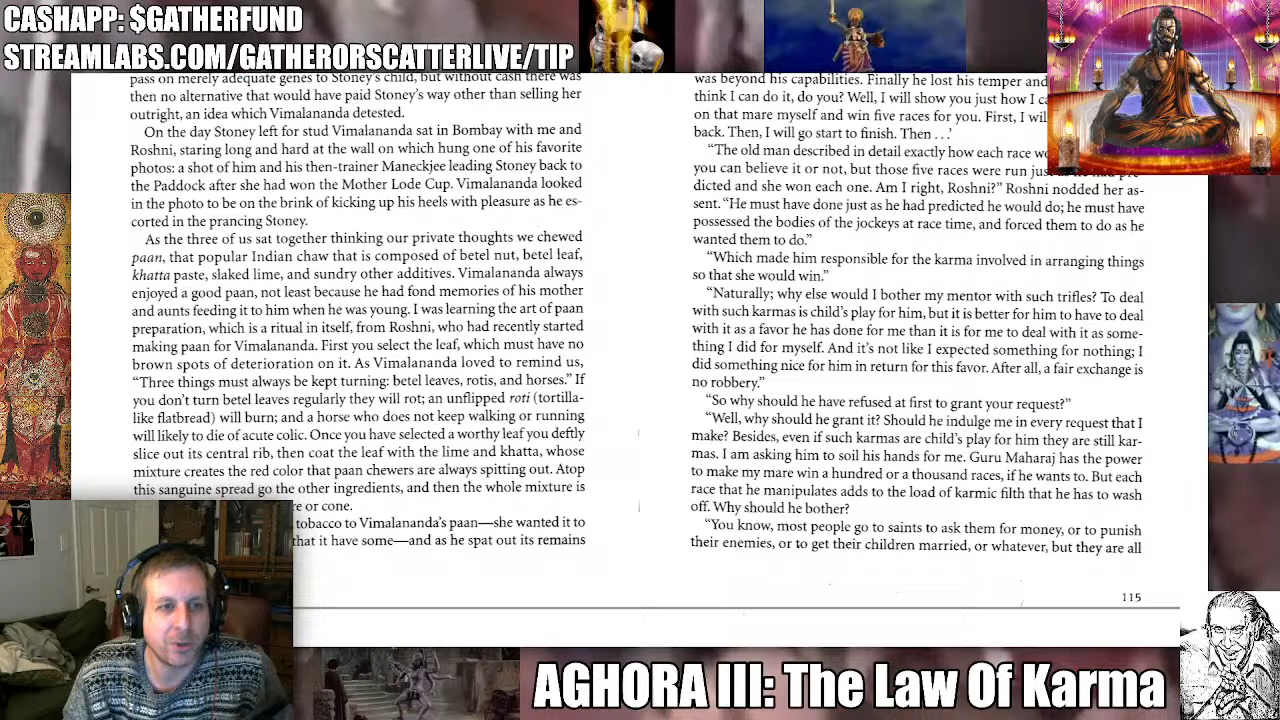 CASHAPP: $GATHERFUND
STREAMLABS.COM/GATHERORSCATTERLIVE/TIP
pass on merely adequate genes to Stoney's child, but without cash there was
then no alternative that would have paid Stoney's way other than selling her
outright, an idea which Vimalananda detested.
On the day Stoney left for stud Vimalananda sat in Bombay with me and
Roshni, staring long and hard at the wall on which hung one of his favorite
photos: a shot of him and his then-trainer Maneckjee leading Stoney back to
the Paddock after she had won the Mother Lode Cup. Vimalananda looked
in the photo to be on the brink of kicking up his heels with pleasure as he es-
corted in the prancing Stoney.
As the three of us sat together thinking our private thoughts we chewed
paan, that popular Indian chaw that is composed of betel nut, betel leaf,
khatta paste, slaked lime, and sundry other additives. Vimalananda always
enjoyed a good paan, not least because he had fond memories of his mother
and aunts feeding it to him when he was young. I was learning the art of paan
preparation, which is a ritual in itself, from Roshni, who had recently started
making paan for Vimalananda. First you select the leaf, which must have no
brown spots of deterioration on it. As Vimalananda loved to remind us,
"Three things must always be kept turning: betel leaves, rotis, and horses." If
you don't turn betel leaves regularly they will rot; an unflipped roti (tortilla-
like flatbread) will burn; and a horse who does not keep walking or running
will likely to die of acute colic. Once you have selected a worthy leaf you deftly
slice out its central rib, then coat the leaf with the lime and khatta, whose
mixture creates the red color that paan chewers are always spitting out. Atop
this sanguine spread go the other ingredients, and then the whole mixture is
re or cone.
tobacco to Vimalananda's paan—she wanted it to
that it have some—and as he spat out its remains
was beyond his capabilities. Finally he lost his temper and
think I can do it, do you? Well, I will show you just how I ca
on that mare myself and win five races for you. First, I wil
back. Then, I will go start to finish. Then . . .'
"The old man described in detail exactly how each race wo
you can believe it or not, but those five races were run just as he had pre-
dicted and she won each one. Am I right, Roshni?" Roshni nodded her as-
sent. "He must have done just as he had predicted he would do; he must have
possessed the bodies of the jockeys at race time, and forced them to do as he
wanted them to do."
"Which made him responsible for the karma involved in arranging things
so that she would win."
"Naturally; why else would I bother my mentor with such trifles? To deal
with such karmas is child's play for him, but it is better for him to have to deal
with it as a favor he has done for me than it is for me to deal with it as some-
thing I did for myself. And it's not like I expected something for nothing; I
did something nice for him in return for this favor. After all, a fair exchange is
no robbery."
"So why should he have refused at first to grant your request?"
"Well, why should he grant it? Should he indulge me in every request that I
make? Besides, even if such karmas are child's play for him they are still kar-
mas. I am asking him to soil his hands for me. Guru Maharaj has the power
to make my mare win a hundred or a thousand races, if he wants to. But each
race that he manipulates adds to the load of karmic filth that he has to wash
off. Why should he bother?
"You know, most people go to saints to ask them for money, or to punish
their enemies, or to get their children married, or whatever, but they are all
115
AGHORA III: The Law Of Karma